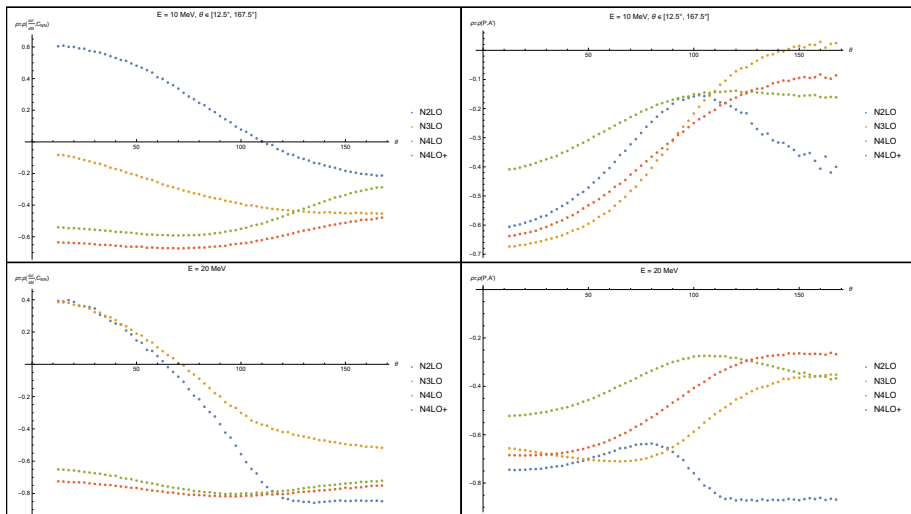 E = 10 MeV, θ ∈ [12.5°, 167.5°]
ρ=ρ(dσ/dΩ,C_NN)
0.6
0.4
0.2
50
100
150
θ
-0.2
-0.4
-0.6
N2LO
N3LO
N4LO
N4LO+
E = 10 MeV, θ ∈ [12.5°, 167.5°]
ρ=ρ(P,A')
50
100
150
θ
-0.1
-0.2
-0.3
-0.4
-0.5
-0.6
-0.7
N2LO
N3LO
N4LO
N4LO+
E = 20 MeV
ρ=ρ(dσ/dΩ,C_NN)
0.4
0.2
50
100
150
θ
-0.2
-0.4
-0.6
-0.8
N2LO
N3LO
N4LO
N4LO+
E = 20 MeV
ρ=ρ(P,A')
50
100
150
θ
-0.2
-0.4
-0.6
-0.8
N2LO
N3LO
N4LO
N4LO+